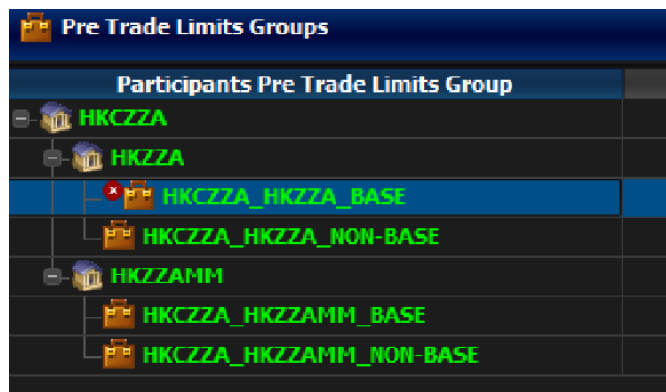 Pre Trade Limits Groups
Participants Pre Trade Limits Group
HKCZZA
HKZZA
HKCZZA_HKZZA_BASE
HKCZZA_HKZZA_NON-BASE
HKZZAMM
HKCZZA_HKZZAMM_BASE
HKCZZA_HKZZAMM_NON-BASE